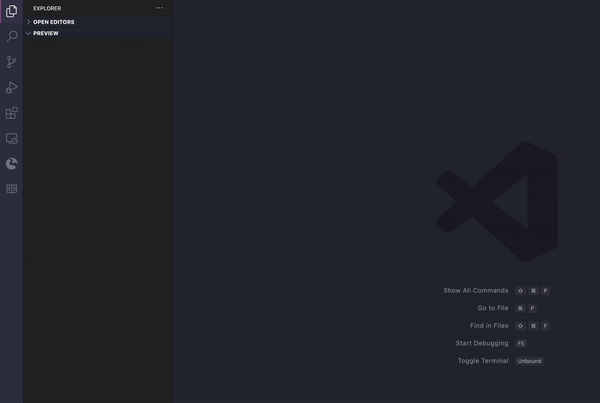 EXPLORER ...
OPEN EDITORS
PREVIEW
Show All Commands ⇧ ⌘ P
Go to File ⌘ P
Find in Files ⇧ ⌘ F
Start Debugging F5
Toggle Terminal Unbound